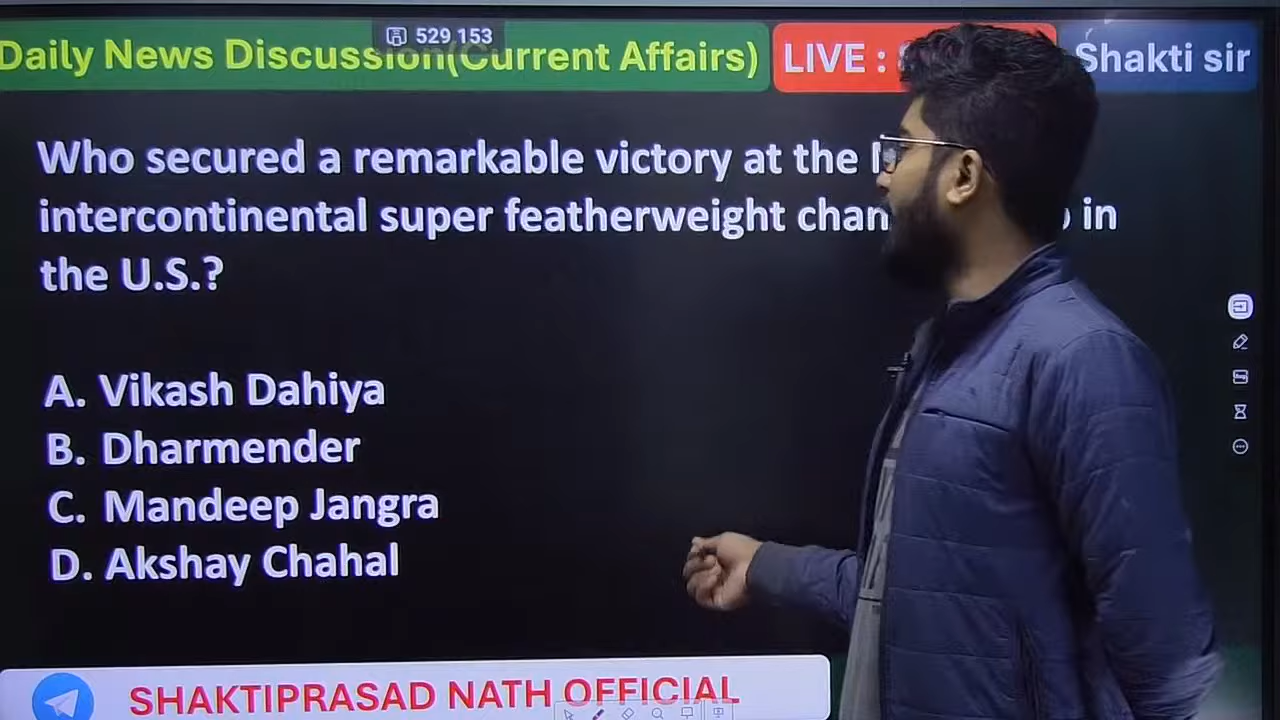 529 153
Daily News Discussion(Current Affairs)
LIVE :
Shakti sir
Who secured a remarkable victory at the
intercontinental super featherweight in
the U.S.?
A. Vikash Dahiya
B. Dharmender
C. Mandeep Jangra
D. Akshay Chahal
SHAKTIPRASAD NATH OFFICIAL